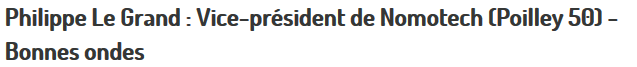 Philippe Le Grand : Vice-président de Nomotech (Poilley 50) -
Bonnes ondes